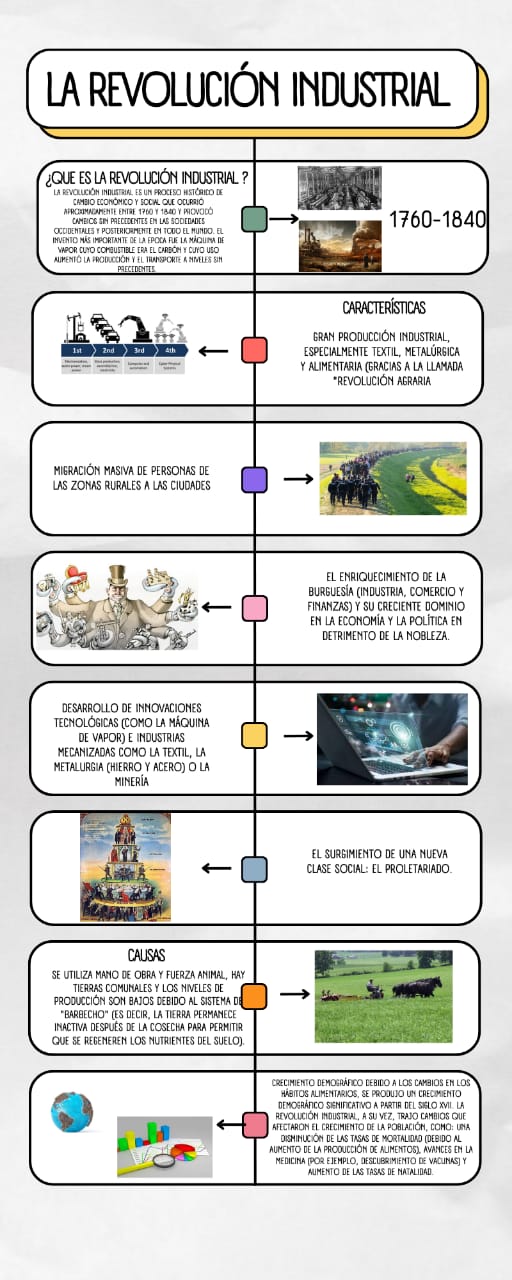 LA REVOLUCIÓN INDUSTRIAL
¿QUE ES LA REVOLUCIÓN INDUSTRIAL ?
LA REVOLUCIÓN INDUSTRIAL ES UN PROCESO HISTÓRICO DE
CAMBIO ECONÓMICO Y SOCIAL QUE OCURRIÓ
APROXIMADAMENTE ENTRE 1760 Y 1840 Y PROVOCÓ
CAMBIOS SIN PRECEDENTES EN LAS SOCIEDADES
OCCIDENTALES Y POSTERIORMENTE EN TODO EL MUNDO. EL
INVENTO MÁS IMPORTANTE DE LA EPOCA FUE LA MÁQUINA DE
VAPOR CUYO COMBUSTIBLE ERA EL CARBÓN Y CUYO USO
AUMENTÓ LA PRODUCCIÓN Y EL TRANSPORTE A NIVELES SIN
PRECEDENTES.
1760-1840
CARACTERÍSTICAS
GRAN PRODUCCIÓN INDUSTRIAL,
ESPECIALMENTE TEXTIL, METALÚRGICA
Y ALIMENTARIA (GRACIAS A LA LLAMADA
"REVOLUCIÓN AGRARIA
1st 2nd 3rd 4th
MIGRACIÓN MASIVA DE PERSONAS DE
LAS ZONAS RURALES A LAS CIUDADES
EL ENRIQUECIMIENTO DE LA
BURGUESÍA (INDUSTRIA, COMERCIO Y
FINANZAS) Y SU CRECIENTE DOMINIO
EN LA ECONOMÍA Y LA POLÍTICA EN
DETRIMENTO DE LA NOBLEZA.
DESARROLLO DE INNOVACIONES
TECNOLÓGICAS (COMO LA MÁQUINA
DE VAPOR) E INDUSTRIAS
MECANIZADAS COMO LA TEXTIL, LA
METALURGIA (HIERRO Y ACERO) O LA
MINERÍA
EL SURGIMIENTO DE UNA NUEVA
CLASE SOCIAL: EL PROLETARIADO.
CAUSAS
SE UTILIZA MANO DE OBRA Y FUERZA ANIMAL, HAY
TIERRAS COMUNALES Y LOS NIVELES DE
PRODUCCIÓN SON BAJOS DEBIDO AL SISTEMA DE
"BARBECHO" (ES DECIR, LA TIERRA PERMANECE
INACTIVA DESPUÉS DE LA COSECHA PARA PERMITIR
QUE SE REGENEREN LOS NUTRIENTES DEL SUELO).
CRECIMIENTO DEMOGRÁFICO DEBIDO A LOS CAMBIOS EN LOS
HÁBITOS ALIMENTARIOS, SE PRODUJO UN CRECIMIENTO
DEMOGRÁFICO SIGNIFICATIVO A PARTIR DEL SIGLO XVII. LA
REVOLUCIÓN INDUSTRIAL, A SU VEZ, TRAJO CAMBIOS QUE
AFECTARON EL CRECIMIENTO DE LA POBLACIÓN, COMO: UNA
DISMINUCIÓN DE LAS TASAS DE MORTALIDAD (DEBIDO AL
AUMENTO DE LA PRODUCCIÓN DE ALIMENTOS), AVANCES EN LA
MEDICINA (POR EJEMPLO, DESCUBRIMIENTO DE VACUNAS) Y
AUMENTO DE LAS TASAS DE NATALIDAD.